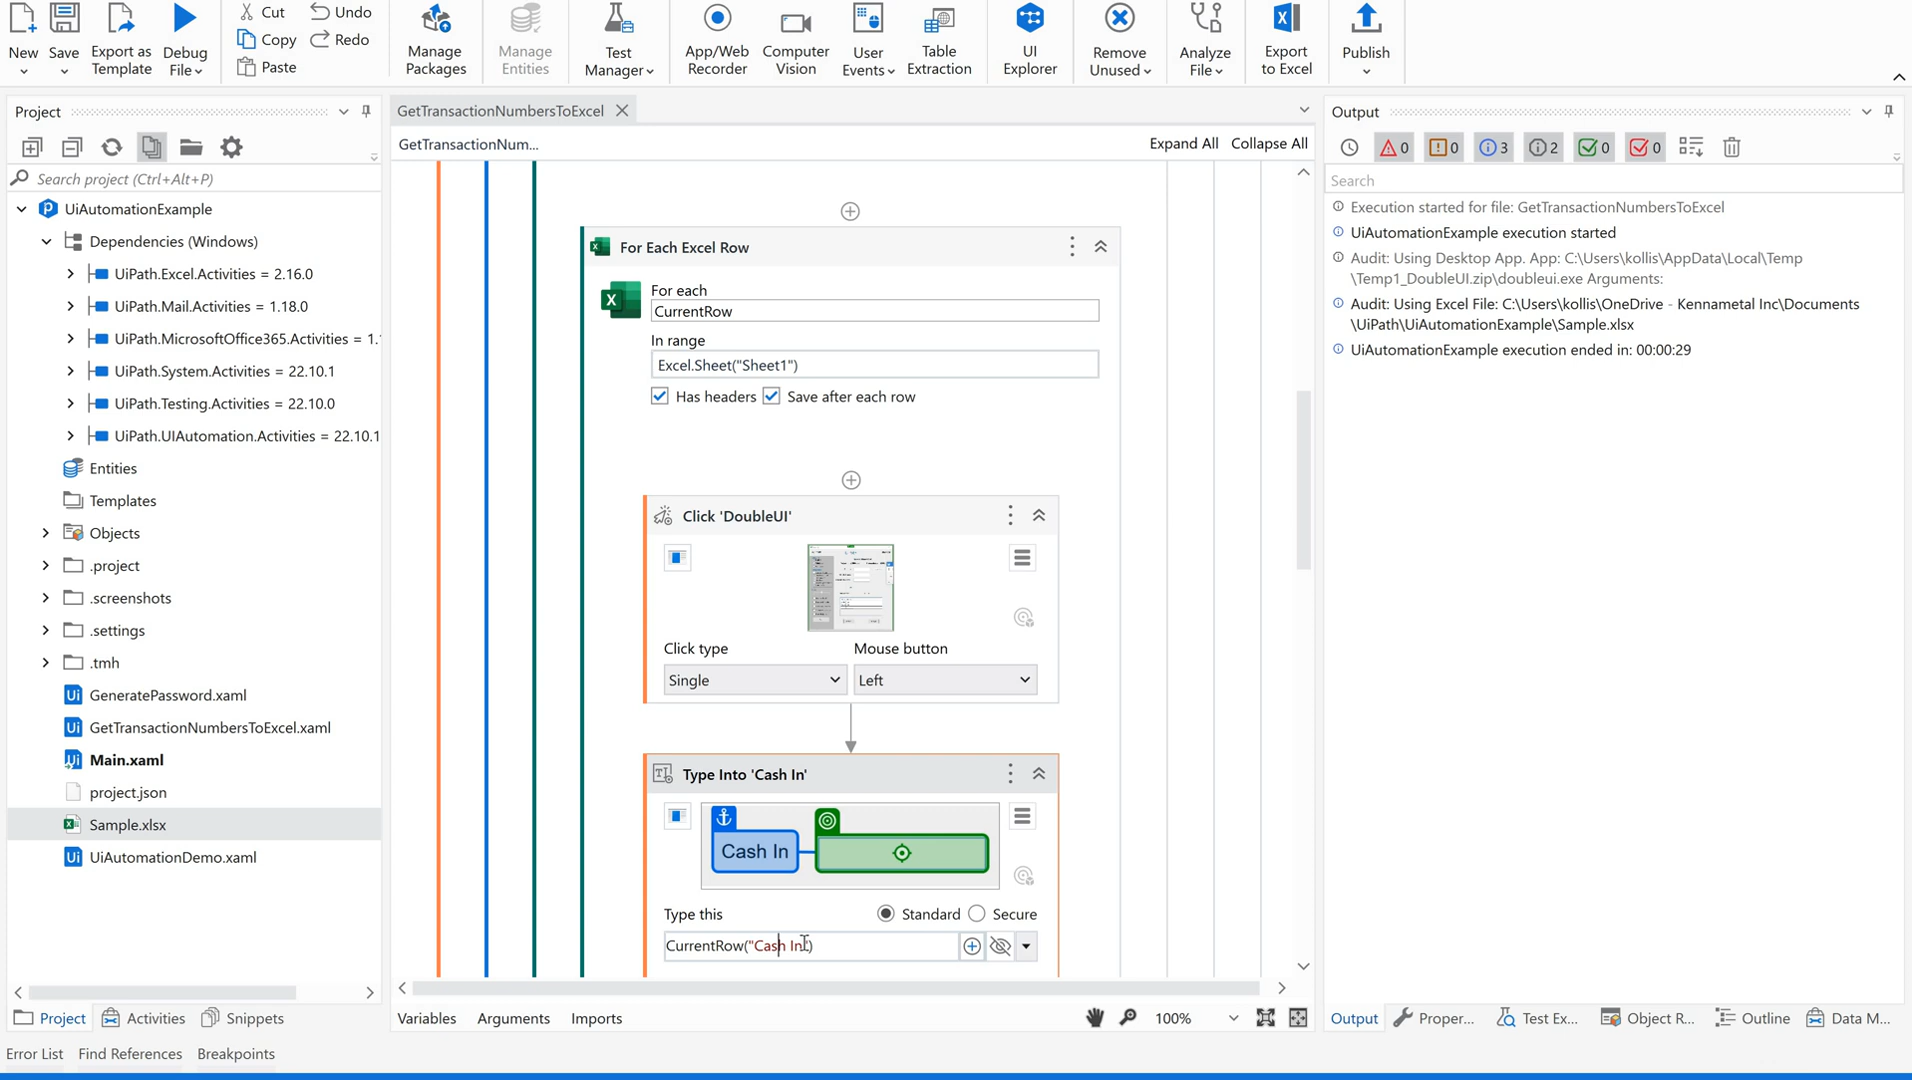 New Save Export as Template Debug File
Cut
Copy
Paste
Undo
Redo
Manage Packages
Manage Entities
Test Manager
App/Web Recorder
Computer Vision
User Events
Table Extraction
UI Explorer
Remove Unused
Analyze File
Export to Excel
Publish
Project
Search project (Ctrl+Alt+P)
UiAutomationExample
Dependencies (Windows)
UiPath.Excel.Activities = 2.16.0
UiPath.Mail.Activities = 1.18.0
UiPath.MicrosoftOffice365.Activities = 1.
UiPath.System.Activities = 22.10.1
UiPath.Testing.Activities = 22.10.0
UiPath.UIAutomation.Activities = 22.10.1
Entities
Templates
Objects
.project
.screenshots
.settings
.tmh
GeneratePassword.xaml
GetTransactionNumbersToExcel.xaml
Main.xaml
project.json
Sample.xlsx
UiAutomationDemo.xaml
Project Activities Snippets
Error List Find References Breakpoints
GetTransactionNumbersToExcel
GetTransactionNum... Expand All Collapse All
For Each Excel Row
For each
CurrentRow
In range
Excel.Sheet("Sheet1")
Has headers Save after each row
Click 'DoubleUI'
Click type Mouse button
Single Left
Type Into 'Cash In'
Cash In
Type this Standard Secure
CurrentRow("Cash In")
Variables Arguments Imports 100%
Output
0 0 3 2 0 0
Search
Execution started for file: GetTransactionNumbersToExcel
UiAutomationExample execution started
Audit: Using Desktop App. App: C:\Users\kollis\AppData\Local\Temp
\Temp1_DoubleUI.zip\doubleui.exe Arguments:
Audit: Using Excel File: C:\Users\kollis\OneDrive - Kennametal Inc\Documents
\UiPath\UiAutomationExample\Sample.xlsx
UiAutomationExample execution ended in: 00:00:29
Output Proper... Test Ex... Object R... Outline Data M...